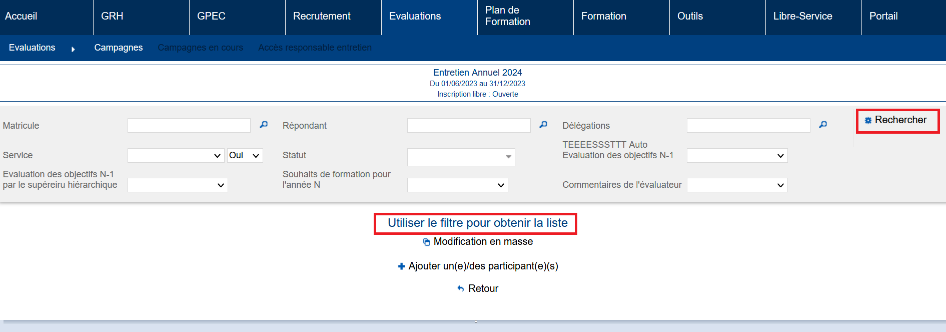 Accueil
GRH
GPEC
Recrutement
Evaluations
Plan de
Formation
Formation
Outils
Libre-Service
Portail
Evaluations
Campagnes
Campagnes en cours
Accès responsable entretien
Entretien Annuel 2024
Du 01/06/2023 au 31/12/2023
Inscription libre : Ouverte
Matricule
Répondant
Délégations
Rechercher
Service
Oui
Statut
TEEEESSSTTT Auto
Evaluation des objectifs N-1
Evaluation des objectifs N-1
par le supéreiru hiérarchique
Souhaits de formation pour
l'année N
Commentaires de l'évaluateur
Utiliser le filtre pour obtenir la liste
Modification en masse
Ajouter un(e)/des participant(e)(s)
Retour